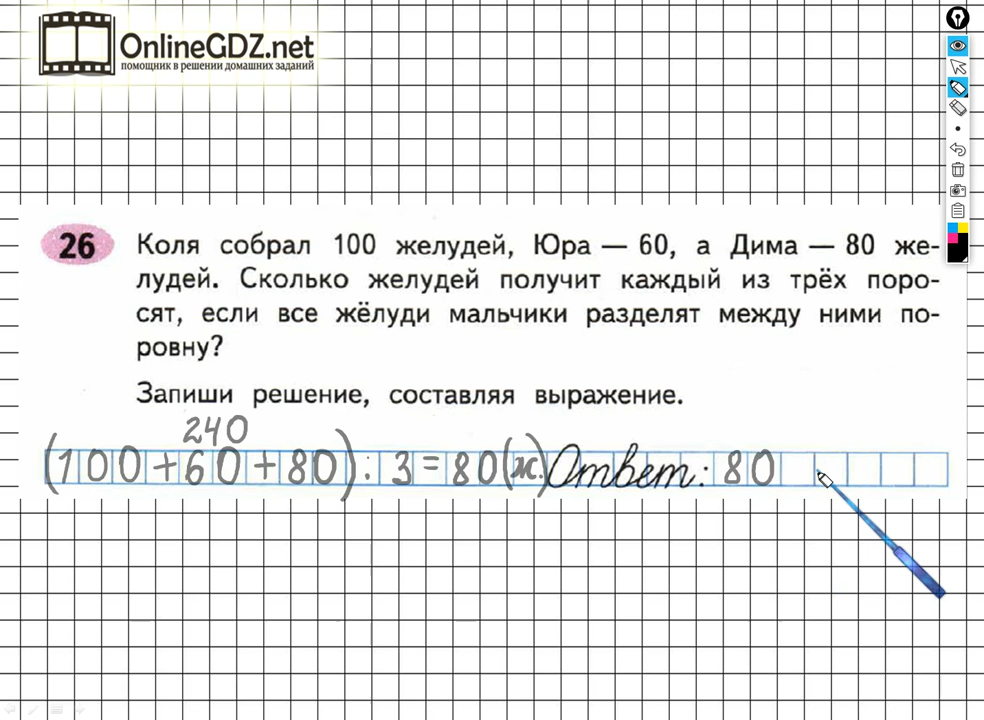 OnlineGDZ.net
помощник в решении домашних заданий
26 Коля собрал 100 желудей, Юра — 60, а Дима — 80 же-
лудей. Сколько желудей получит каждый из трёх поро-
сят, если все жёлуди мальчики разделят между ними по-
ровну?
Запиши решение, составляя выражение.
240
(100+60+80):3=80(ж.)Ответ: 80